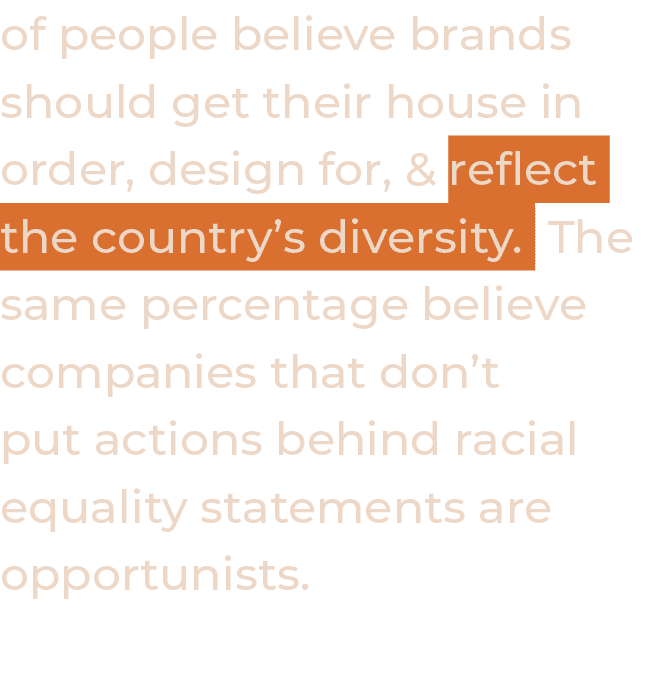 of people believe brands
should get their house in
order, design for, & reflect
the country’s diversity. The
same percentage believe
companies that don’t
put actions behind racial
equality statements are
opportunists.